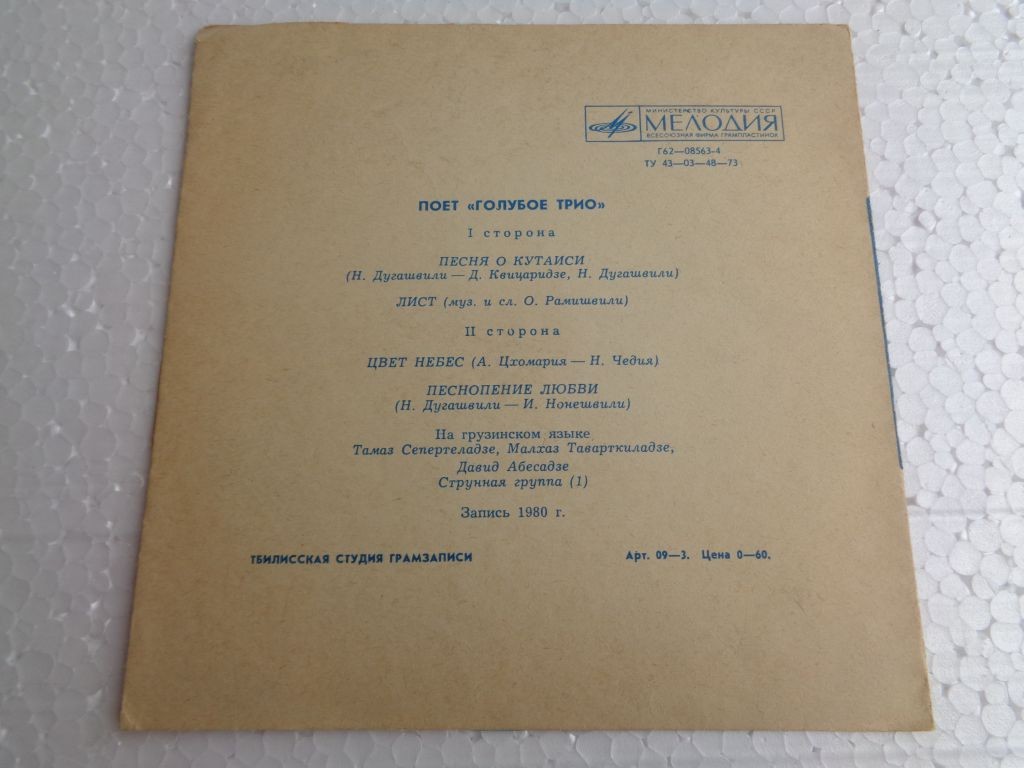 МИНИСТЕРСТВО КУЛЬТУРЫ СССР
МЕЛОДИЯ
ВСЕСОЮЗНАЯ ФИРМА ГРАМПЛАСТИНОК
Г62—08563-4
ТУ 43—03—48—73
ПОЕТ «ГОЛУБОЕ ТРИО»
I сторона
ПЕСНЯ О КУТАИСИ
(Н. Дугашвили — Д. Квицаридзе, Н. Дугашвили)
ЛИСТ (муз. и сл. О. Рамишвили)
II сторона
ЦВЕТ НЕБЕС (А. Цхомария — Н. Чедия)
ПЕСНОПЕНИЕ ЛЮБВИ
(Н. Дугашвили — И. Нонешвили)
На грузинском языке
Тамаз Сепертеладзе, Малхаз Таварткиладзе,
Давид Абесадзе
Струнная группа (1)
Запись 1980 г.
ТБИЛИССКАЯ СТУДИЯ ГРАМЗАПИСИ
Арт. 09—3. Цена 0—60.